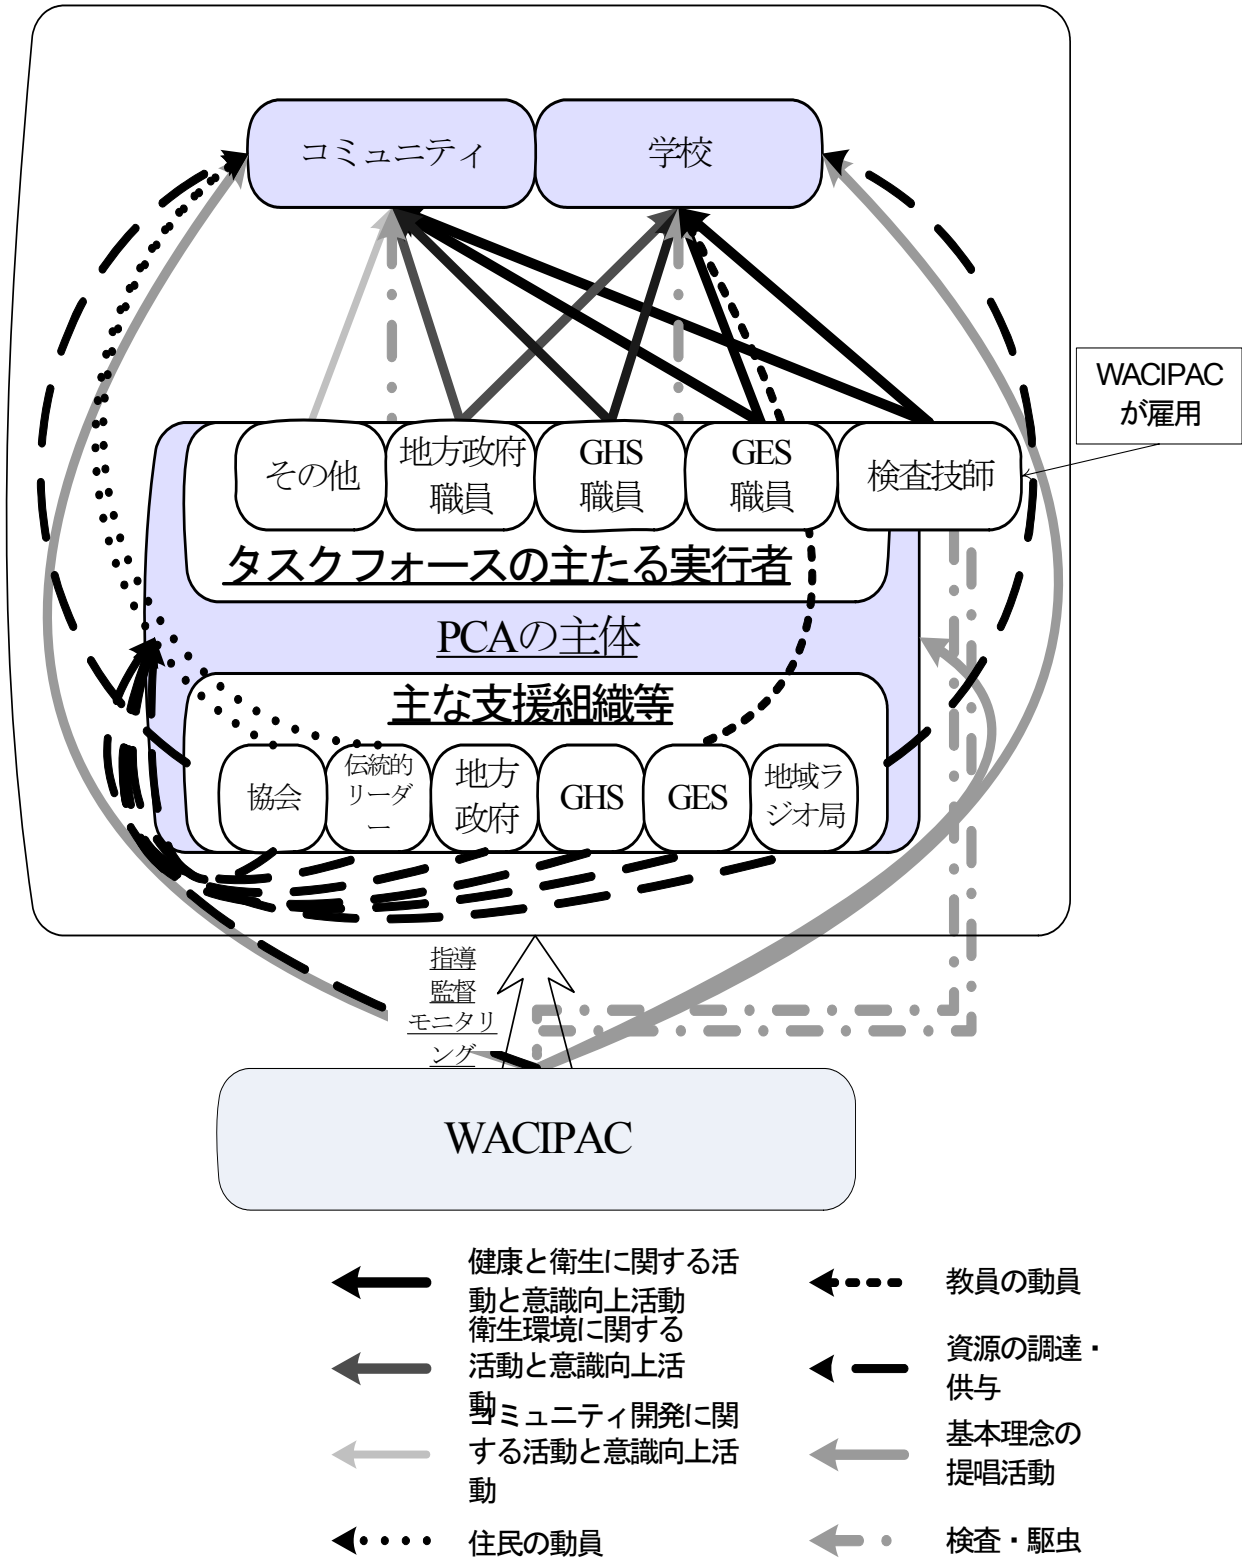 コミュニティ
学校
WACIPAC
が雇用
その他
地方政府
職員
GHS
職員
GES
職員
検査技師
タスクフォースの主たる実行者
PCAの主体
主な支援組織等
協会
伝統的
リーダ
ー
地方
政府
GHS
GES
地域ラ
ジオ局
指導
監督
モニタリ
ング
WACIPAC
健康と衛生に関する活
動と意識向上活動
衛生環境に関する
活動と意識向上活
動
コミュニティ開発に関
する活動と意識向上活
動
住民の動員
教員の動員
資源の調達・
供与
基本理念の
提唱活動
検査・駆虫